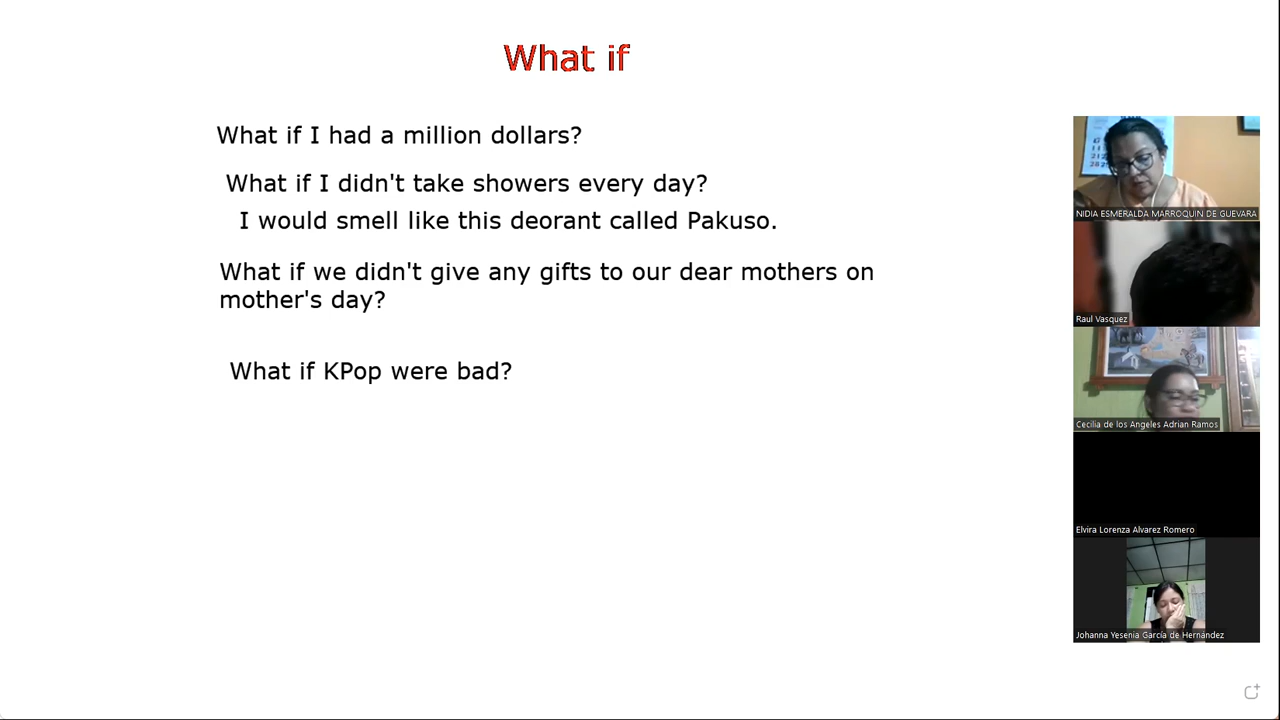 What if
What if I had a million dollars?
What if I didn't take showers every day?
I would smell like this deorant called Pakuso.
What if we didn't give any gifts to our dear mothers on
mother's day?
What if KPop were bad?
NIDIA ESMERALDA MARROQUIN DE GUEVARA
Raul Vasquez
Cecilia de los Angeles Adrian Ramos
Elvira Lorenza Alvarez Romero
Johanna Yesenia García de Hernández